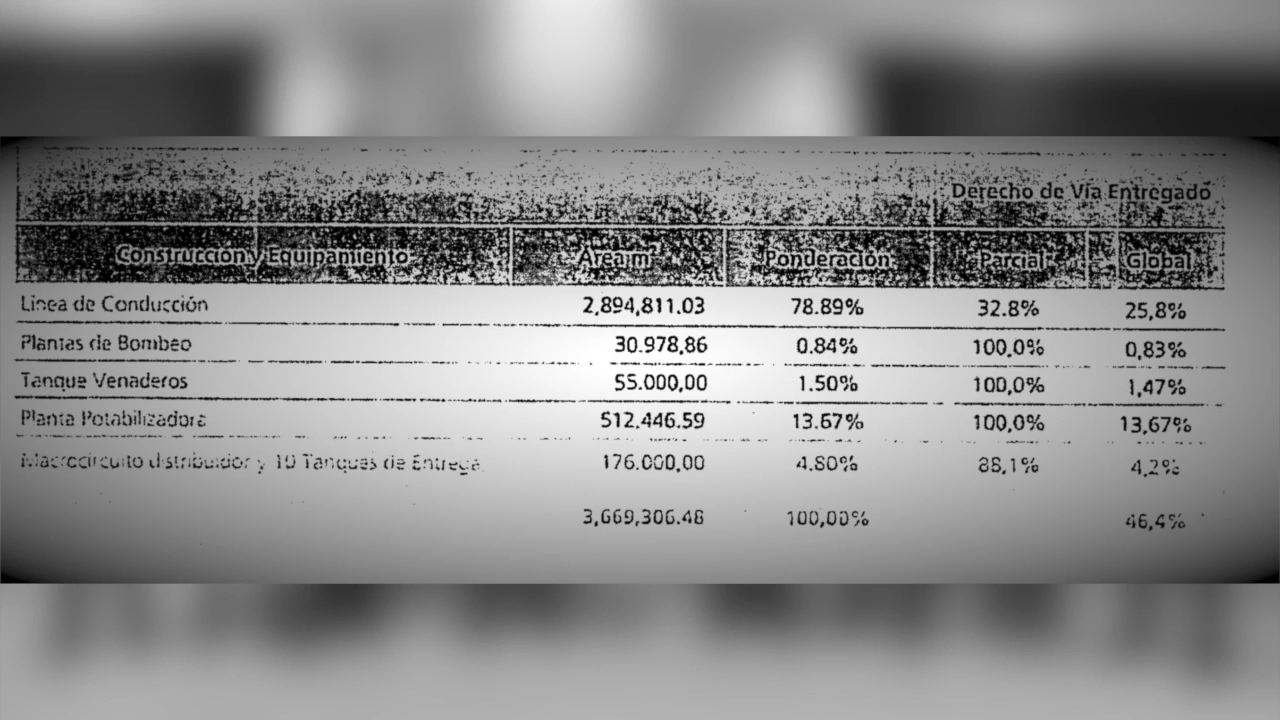 Derecho de Vía Entregado
Construccion y Equipamiento Área m² Ponderación Parcial Global
Linea de Conducción 2,894,811.03 78.89% 32.8% 25,8%
Plantas de Bombeo 30.978,86 0.84% 100,0% 0,83%
Tanque Venaderos 55.000,00 1.50% 100,0% 1,47%
Planta Potabilizadora 512,446.59 13.67% 100,0% 13,67%
Macrocircuito distribuidor y 10 Tanques de Entrega 176.000,00 4.80% 88,1% 4,2%
3,669,306.48 100,00% 46,4%